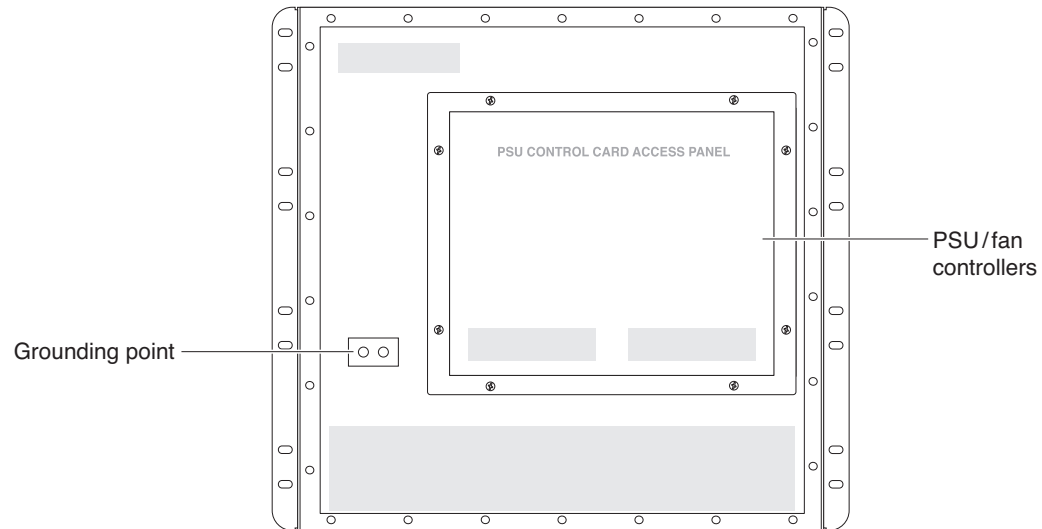 PSU CONTROL CARD ACCESS PANEL
PSU/fan
controllers
Grounding point